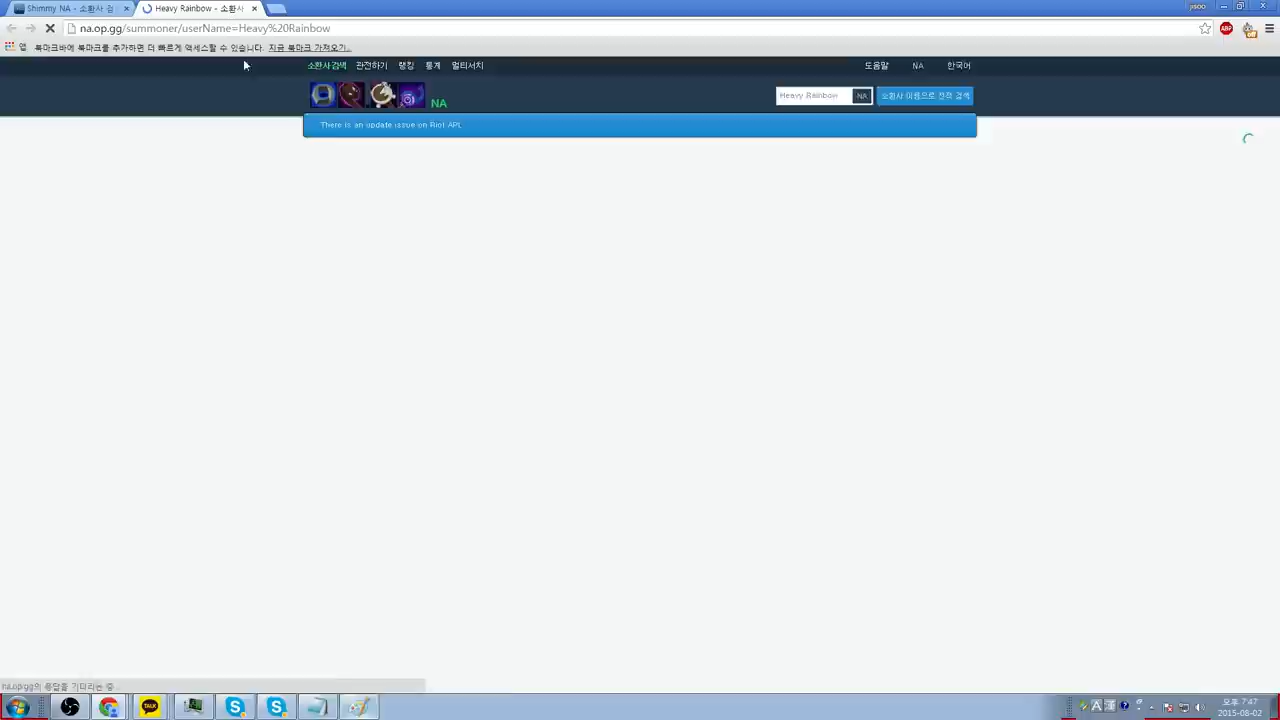 Shimmy NA - 소환사 검
Heavy Rainbow - 소환사
psoo
na.op.gg/summoner/userName=Heavy%20Rainbow
ABP
off
앱 북마크바에 북마크를 추가하면 더 빠르게 액세스할 수 있습니다. 지금 북마크 가져오기...
소환사 검색 관전하기 랭킹 통계 멀티서치
도움말 NA 한국어
NA
Heavy Rainbow NA 소환사 이름으로 전적 검색
There is an update issue on Riot API.
na.op.gg의 응답을 기다리는 중...
TALK
A 漢
오후 7:47
2015-08-02